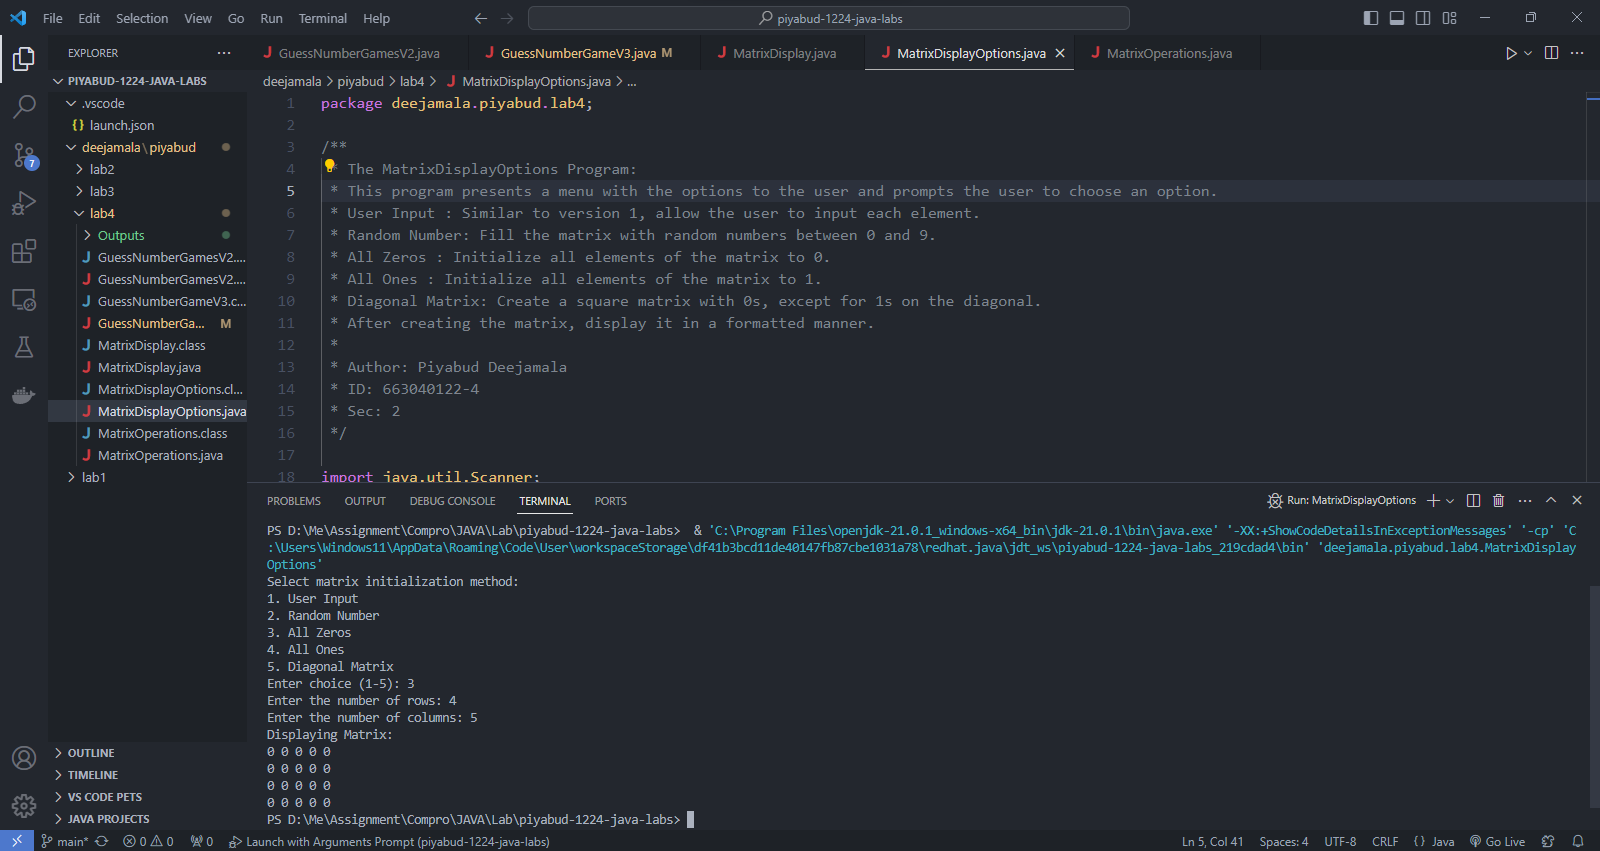 File Edit Selection View Go Run Terminal Help
piyabud-1224-java-labs
EXPLORER
PIYABUD-1224-JAVA-LABS
.vscode
launch.json
deejamala\piyabud
lab2
lab3
lab4
Outputs
GuessNumberGamesV2....
GuessNumberGamesV2....
GuessNumberGameV3.c...
GuessNumberGa... M
MatrixDisplay.class
MatrixDisplay.java
MatrixDisplayOptions.cl...
MatrixDisplayOptions.java
MatrixOperations.class
MatrixOperations.java
lab1
OUTLINE
TIMELINE
VS CODE PETS
JAVA PROJECTS
7
GuessNumberGamesV2.java GuessNumberGameV3.java M MatrixDisplay.java MatrixDisplayOptions.java MatrixOperations.java
deejamala > piyabud > lab4 > MatrixDisplayOptions.java > ...
1 package deejamala.piyabud.lab4;
2
3 /**
4 * The MatrixDisplayOptions Program:
5 * This program presents a menu with the options to the user and prompts the user to choose an option.
6 * User Input : Similar to version 1, allow the user to input each element.
7 * Random Number: Fill the matrix with random numbers between 0 and 9.
8 * All Zeros : Initialize all elements of the matrix to 0.
9 * All Ones : Initialize all elements of the matrix to 1.
10 * Diagonal Matrix: Create a square matrix with 0s, except for 1s on the diagonal.
11 * After creating the matrix, display it in a formatted manner.
12 *
13 * Author: Piyabud Deejamala
14 * ID: 663040122-4
15 * Sec: 2
16 */
17
18 import java.util.Scanner;
PROBLEMS OUTPUT DEBUG CONSOLE TERMINAL PORTS
Run: MatrixDisplayOptions
PS D:\Me\Assignment\Compro\JAVA\Lab\piyabud-1224-java-labs> & 'C:\Program Files\openjdk-21.0.1_windows-x64_bin\jdk-21.0.1\bin\java.exe' '-XX:+ShowCodeDetailsInExceptionMessages' '-cp' 'C
:\Users\Windows11\AppData\Roaming\Code\User\workspaceStorage\df41b3bcd11de40147fb87cbe1031a78\redhat.java\jdt_ws\piyabud-1224-java-labs_219cdad4\bin' 'deejamala.piyabud.lab4.MatrixDisplay
Options'
Select matrix initialization method:
1. User Input
2. Random Number
3. All Zeros
4. All Ones
5. Diagonal Matrix
Enter choice (1-5): 3
Enter the number of rows: 4
Enter the number of columns: 5
Displaying Matrix:
0 0 0 0 0
0 0 0 0 0
0 0 0 0 0
0 0 0 0 0
PS D:\Me\Assignment\Compro\JAVA\Lab\piyabud-1224-java-labs>
main* 0 0 0 Launch with Arguments Prompt (piyabud-1224-java-labs) Ln 5, Col 41 Spaces: 4 UTF-8 CRLF {} Java Go Live